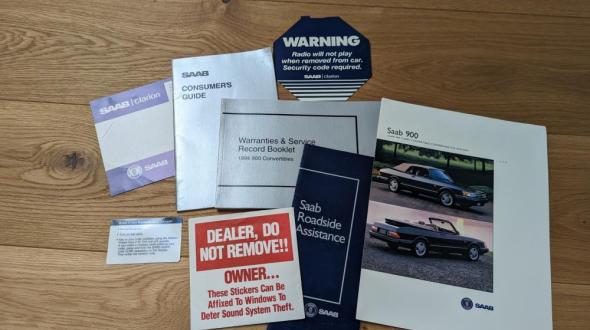 WARNING
Radio will not play
when removed from car.
Security code required.
SAAB | Clarion
SAAB
CONSUMER'S
GUIDE
SAAB | Clarion
SAAB
Warranties & Service
Record Booklet
1994 900 Convertibles
Saab 900
SAAB
Saab
Roadside
Assistance
DEALER, DO
NOT REMOVE!!
OWNER...
These Stickers Can Be
Affixed To Windows To
Deter Sound System Theft.